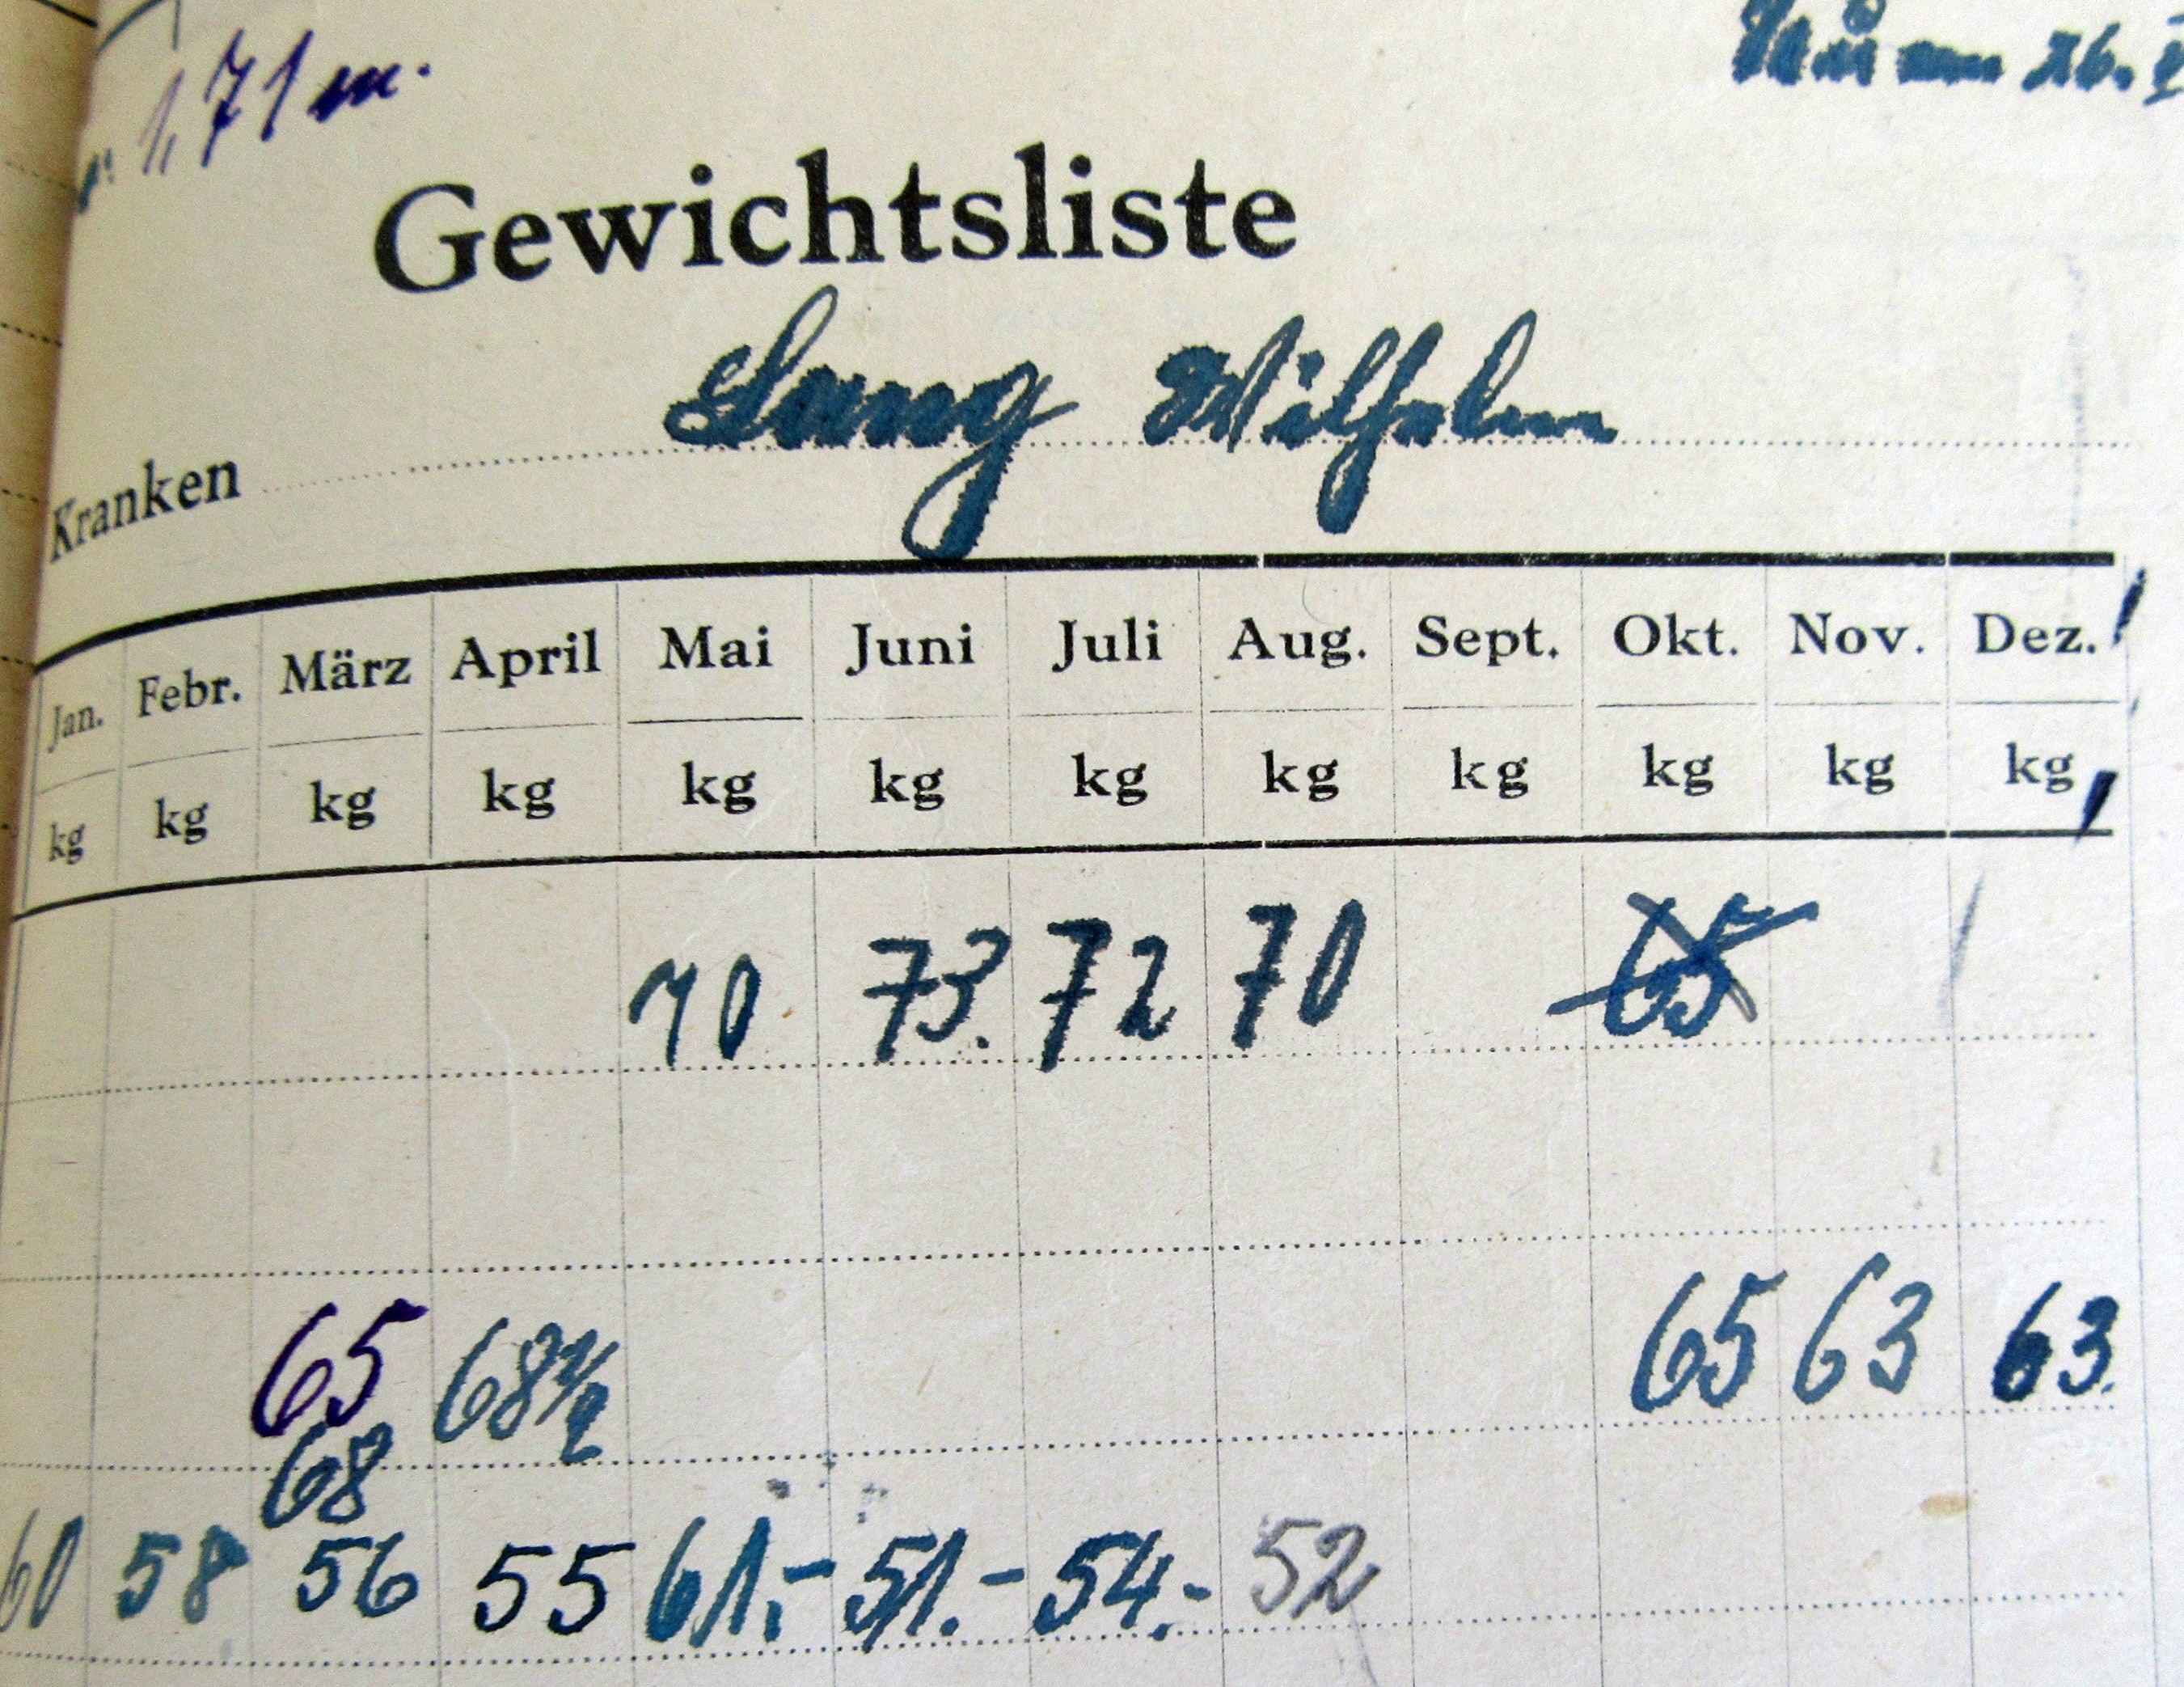 1,71 m.
26.
Gewichtsliste
Kranken Lang Wilhelm
Jan. Febr. März April Mai Juni Juli Aug. Sept. Okt. Nov. Dez.
kg kg kg kg kg kg kg kg kg kg kg kg
70 73. 72 70 65
65 68½ 65 63 63.
68
60 58 56 55 61.- 51.- 54.- 52